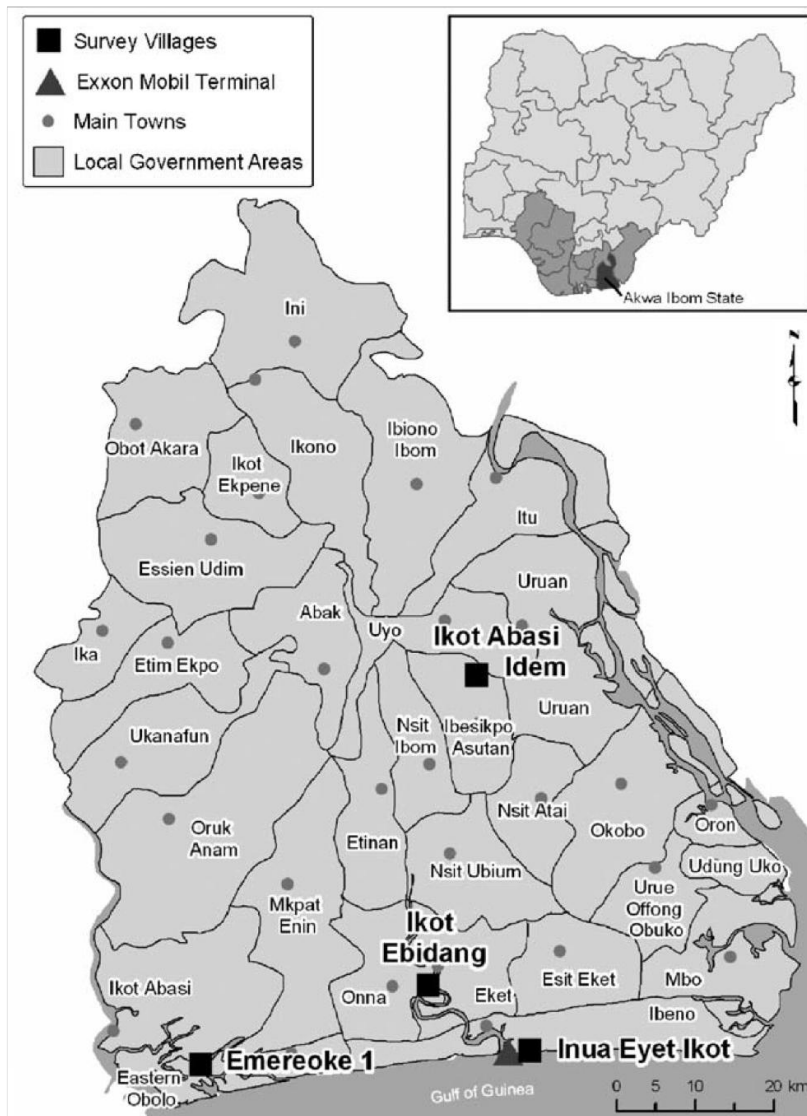 Survey Villages
Exxon Mobil Terminal
Main Towns
Local Government Areas
Akwa Ibom State
N
Ini
Obot Akara
Ikot
Ekpene
Ikono
Ibiono
Ibom
Itu
Essien Udim
Uruan
Abak
Uyo
Ikot Abasi
Idem
Ika
Etim Ekpo
Ukanafun
Nsit
Ibom
Ibesikpo
Asutan
Uruan
Oruk
Anam
Etinan
Nsit Atai
Okobo
Oron
Nsit Ubium
Udung Uko
Mkpat
Enin
Urue
Offong
Obuko
Ikot
Ebidang
Ikot Abasi
Onna
Eket
Esit Eket
Mbo
Ibeno
Emereoke 1
Inua Eyet Ikot
Eastern
Obolo
Gulf of Guinea
0 5 10 20 km